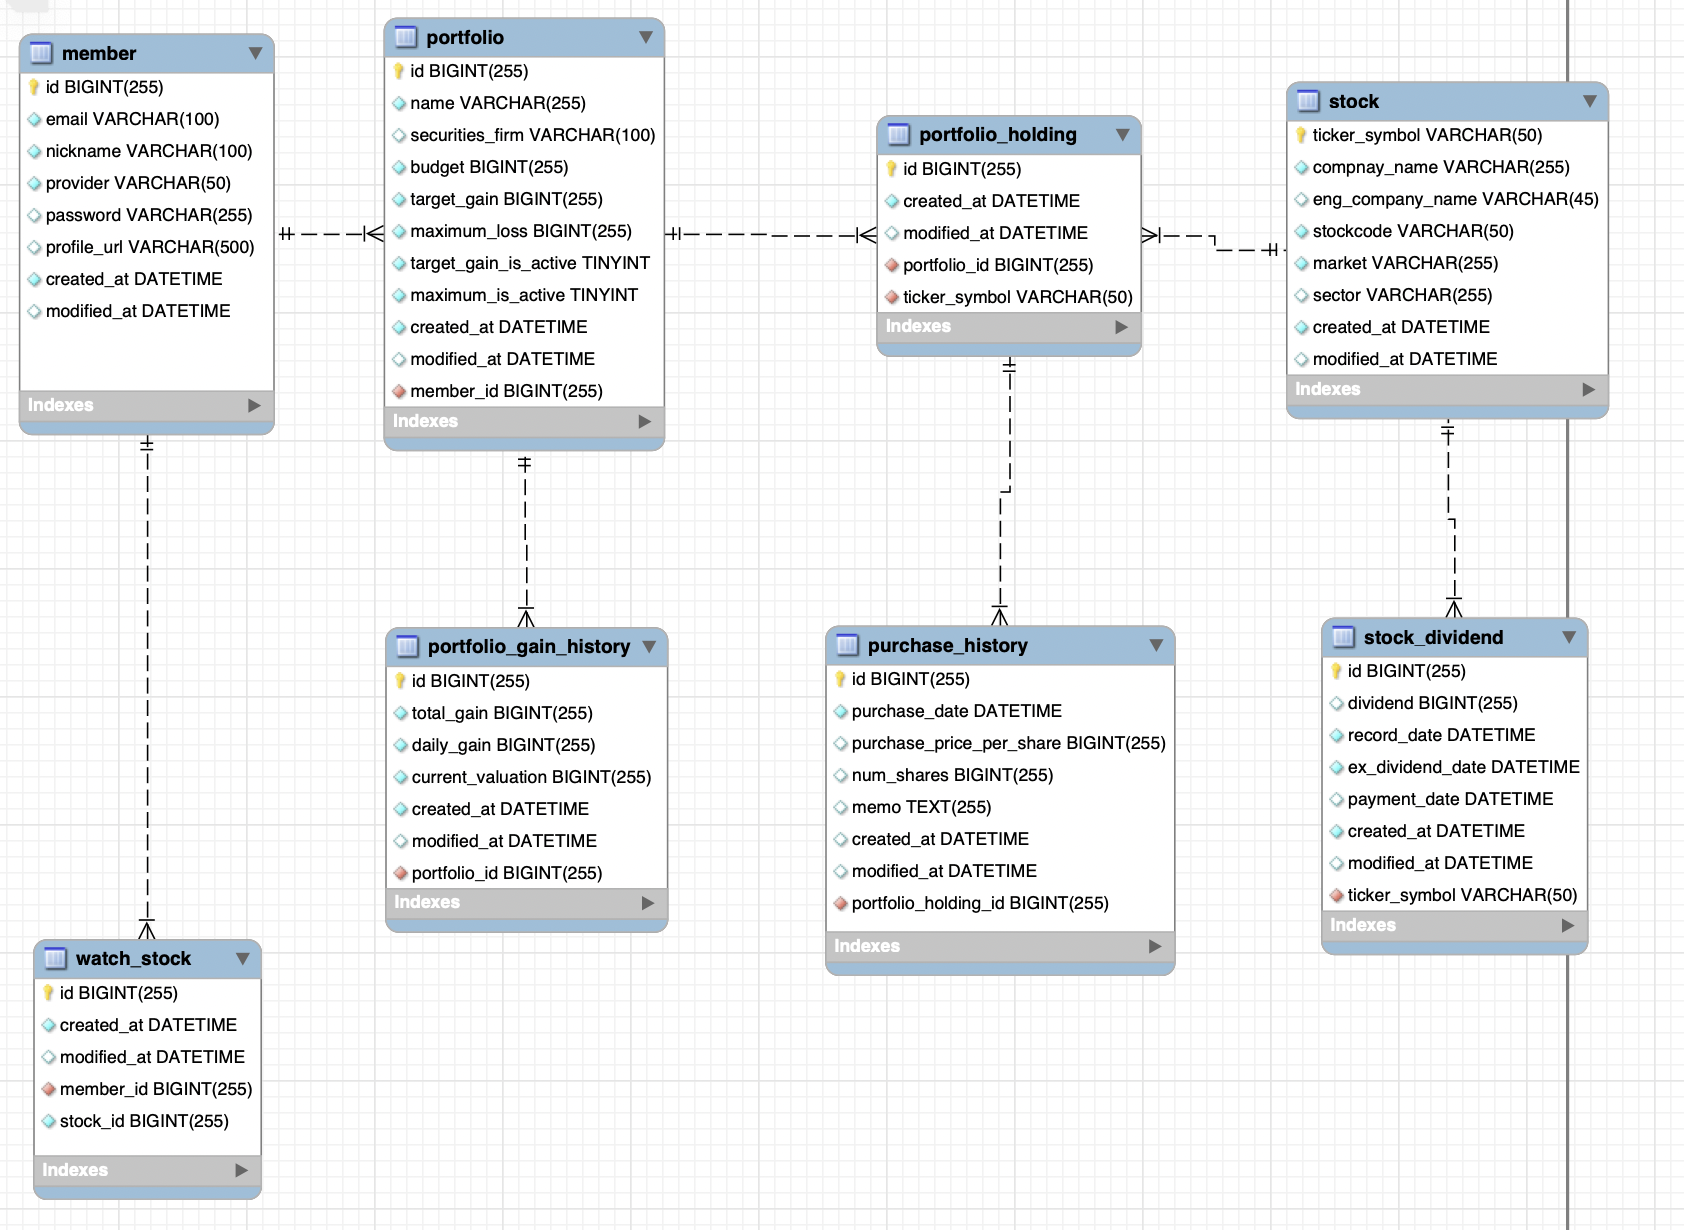 member
id BIGINT(255)
email VARCHAR(100)
nickname VARCHAR(100)
provider VARCHAR(50)
password VARCHAR(255)
profile_url VARCHAR(500)
created_at DATETIME
modified_at DATETIME
Indexes
portfolio
id BIGINT(255)
name VARCHAR(255)
securities_firm VARCHAR(100)
budget BIGINT(255)
target_gain BIGINT(255)
maximum_loss BIGINT(255)
target_gain_is_active TINYINT
maximum_is_active TINYINT
created_at DATETIME
modified_at DATETIME
member_id BIGINT(255)
Indexes
portfolio_holding
id BIGINT(255)
created_at DATETIME
modified_at DATETIME
portfolio_id BIGINT(255)
ticker_symbol VARCHAR(50)
Indexes
stock
ticker_symbol VARCHAR(50)
compnay_name VARCHAR(255)
eng_company_name VARCHAR(45)
stockcode VARCHAR(50)
market VARCHAR(255)
sector VARCHAR(255)
created_at DATETIME
modified_at DATETIME
Indexes
portfolio_gain_history
id BIGINT(255)
total_gain BIGINT(255)
daily_gain BIGINT(255)
current_valuation BIGINT(255)
created_at DATETIME
modified_at DATETIME
portfolio_id BIGINT(255)
Indexes
purchase_history
id BIGINT(255)
purchase_date DATETIME
purchase_price_per_share BIGINT(255)
num_shares BIGINT(255)
memo TEXT(255)
created_at DATETIME
modified_at DATETIME
portfolio_holding_id BIGINT(255)
Indexes
stock_dividend
id BIGINT(255)
dividend BIGINT(255)
record_date DATETIME
ex_dividend_date DATETIME
payment_date DATETIME
created_at DATETIME
modified_at DATETIME
ticker_symbol VARCHAR(50)
Indexes
watch_stock
id BIGINT(255)
created_at DATETIME
modified_at DATETIME
member_id BIGINT(255)
stock_id BIGINT(255)
Indexes